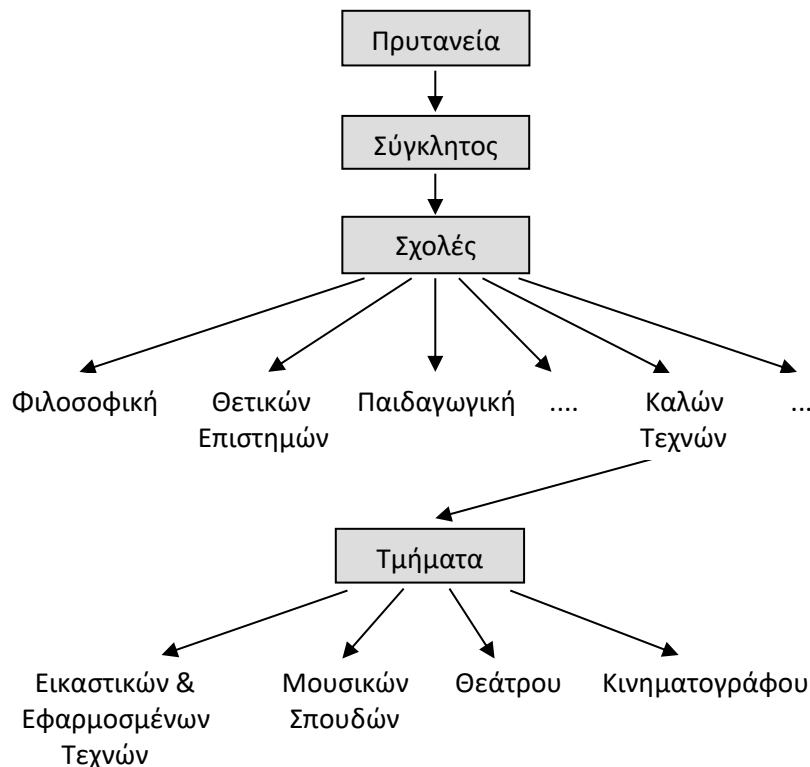 Πρυτανεία
Σύγκλητος
Σχολές
Φιλοσοφική Θετικών Παιδαγωγική .... Καλών ...
Επιστημών Τεχνών
Τμήματα
Εικαστικών & Μουσικών Θεάτρου Κινηματογράφου
Εφαρμοσμένων Σπουδών
Τεχνών